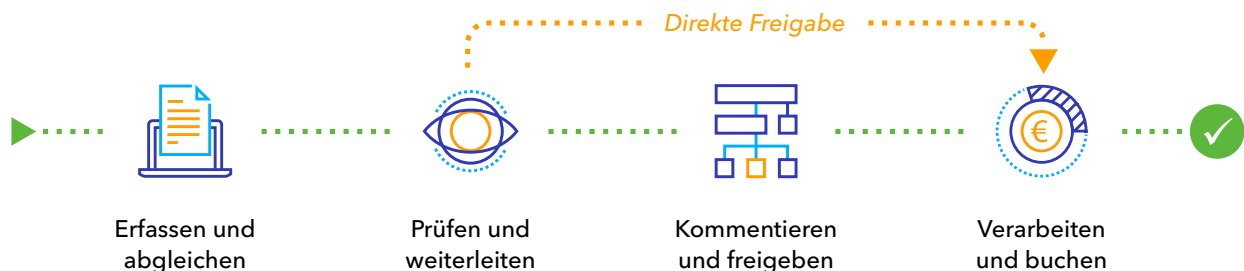 Direkte Freigabe
€
Erfassen und
abgleichen
Prüfen und
weiterleiten
Kommentieren
und freigeben
Verarbeiten
und buchen